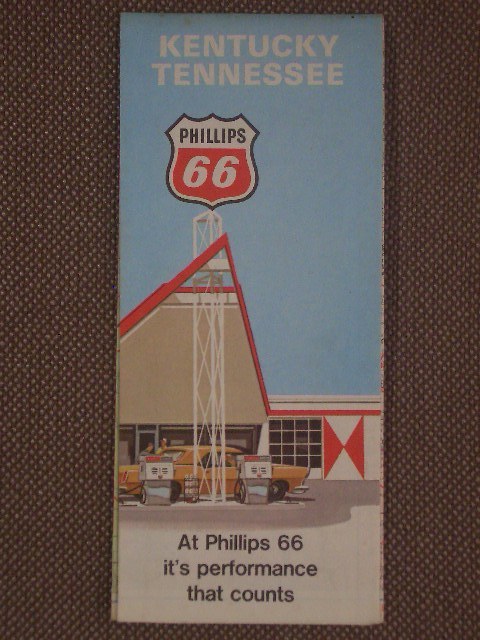 KENTUCKY
TENNESSEE
PHILLIPS
66
At Phillips 66
it's performance
that counts